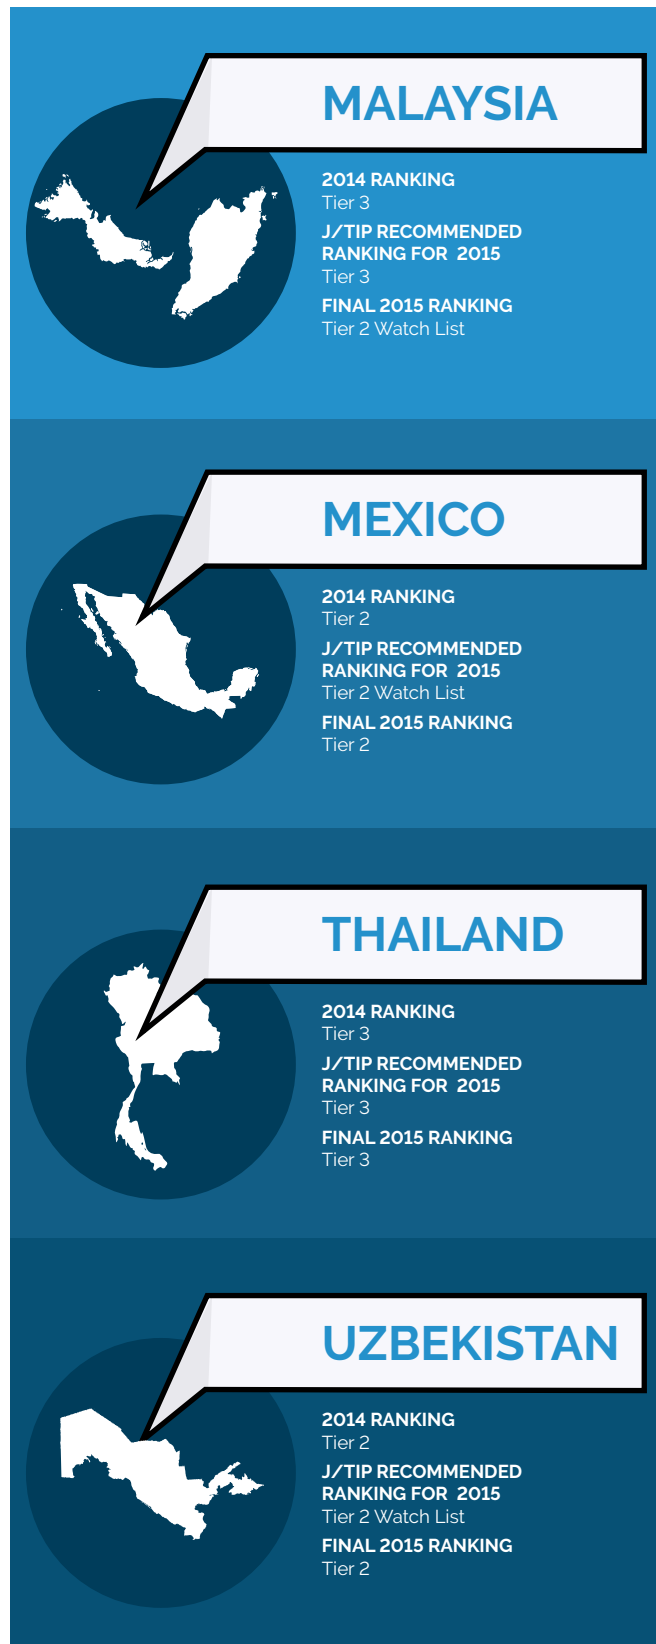 MALAYSIA
2014 RANKING
Tier 3
J/TIP RECOMMENDED
RANKING FOR 2015
Tier 3
FINAL 2015 RANKING
Tier 2 Watch List
MEXICO
2014 RANKING
Tier 2
J/TIP RECOMMENDED
RANKING FOR 2015
Tier 2 Watch List
FINAL 2015 RANKING
Tier 2
THAILAND
2014 RANKING
Tier 3
J/TIP RECOMMENDED
RANKING FOR 2015
Tier 3
FINAL 2015 RANKING
Tier 3
UZBEKISTAN
2014 RANKING
Tier 2
J/TIP RECOMMENDED
RANKING FOR 2015
Tier 2 Watch List
FINAL 2015 RANKING
Tier 2